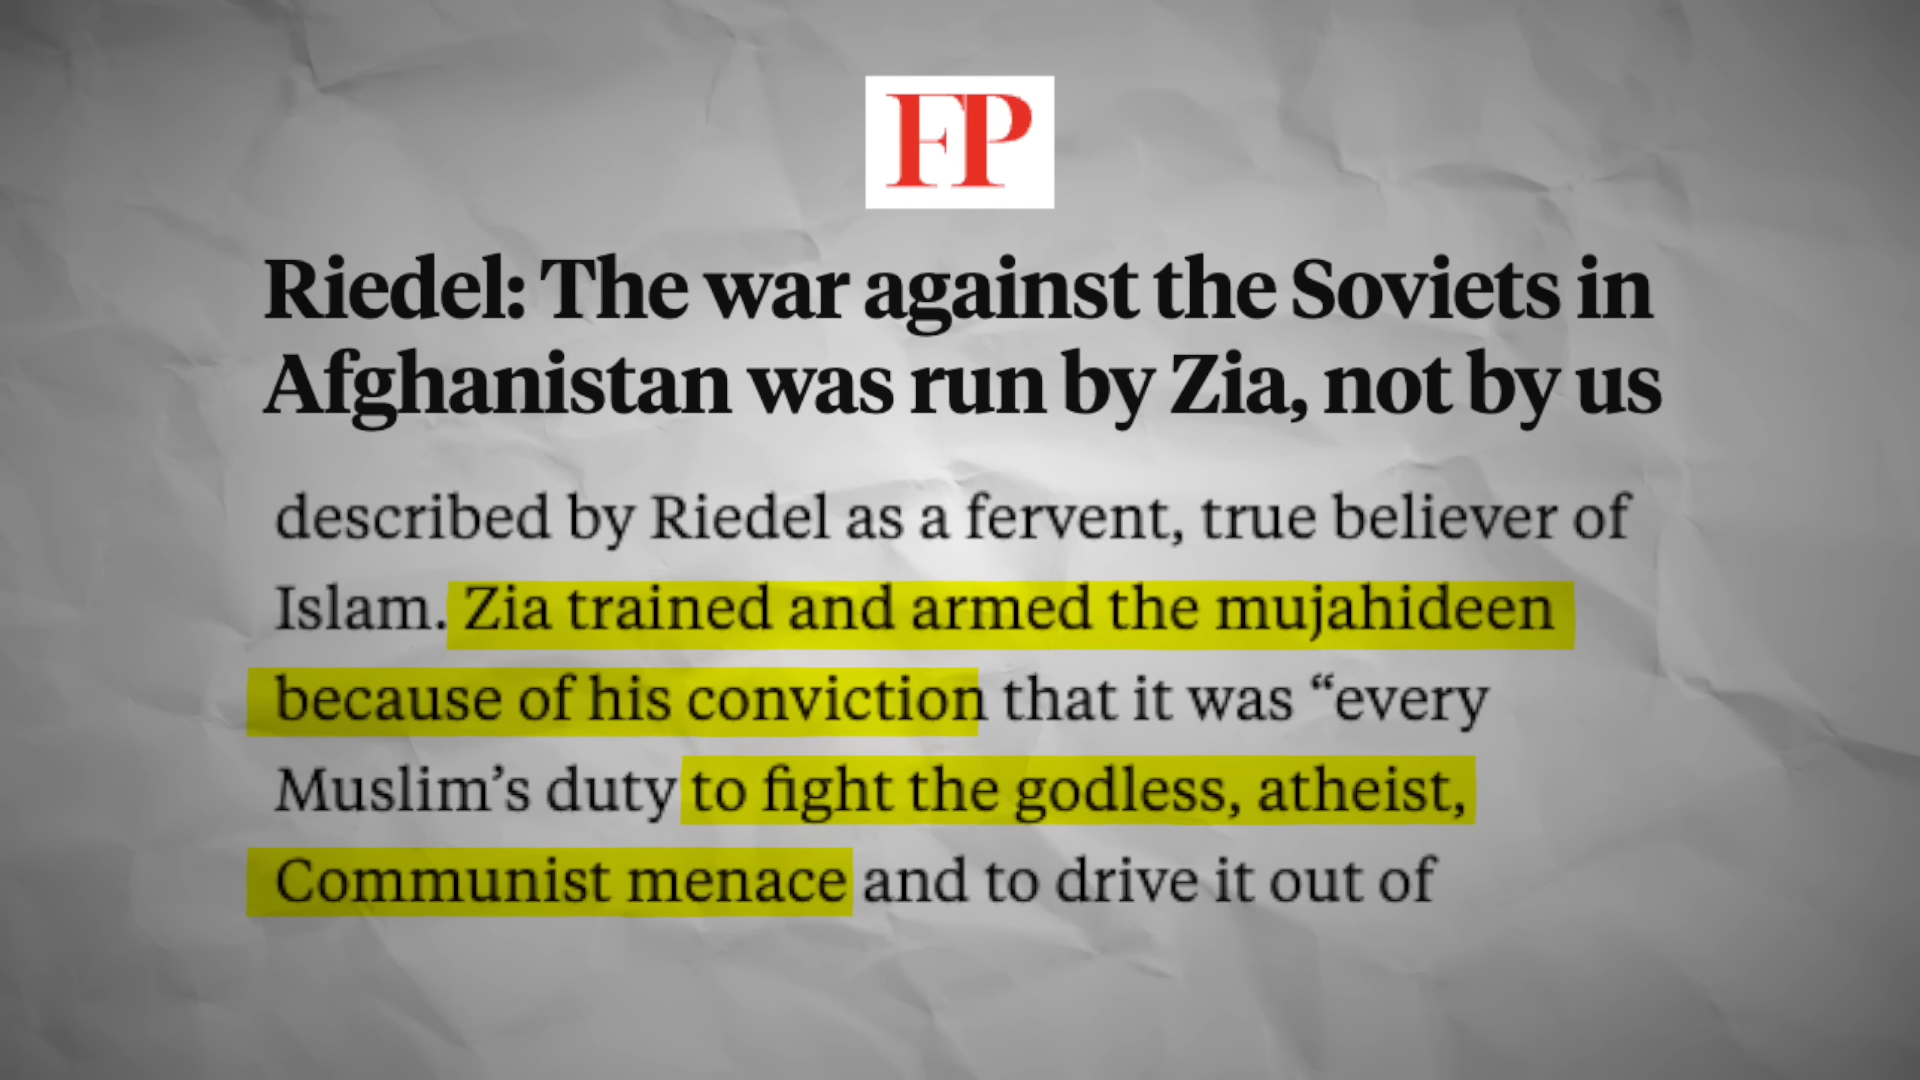 FP
Riedel: The war against the Soviets in
Afghanistan was run by Zia, not by us
described by Riedel as a fervent, true believer of
Islam. Zia trained and armed the mujahideen
because of his conviction that it was “every
Muslim’s duty to fight the godless, atheist,
Communist menace and to drive it out of